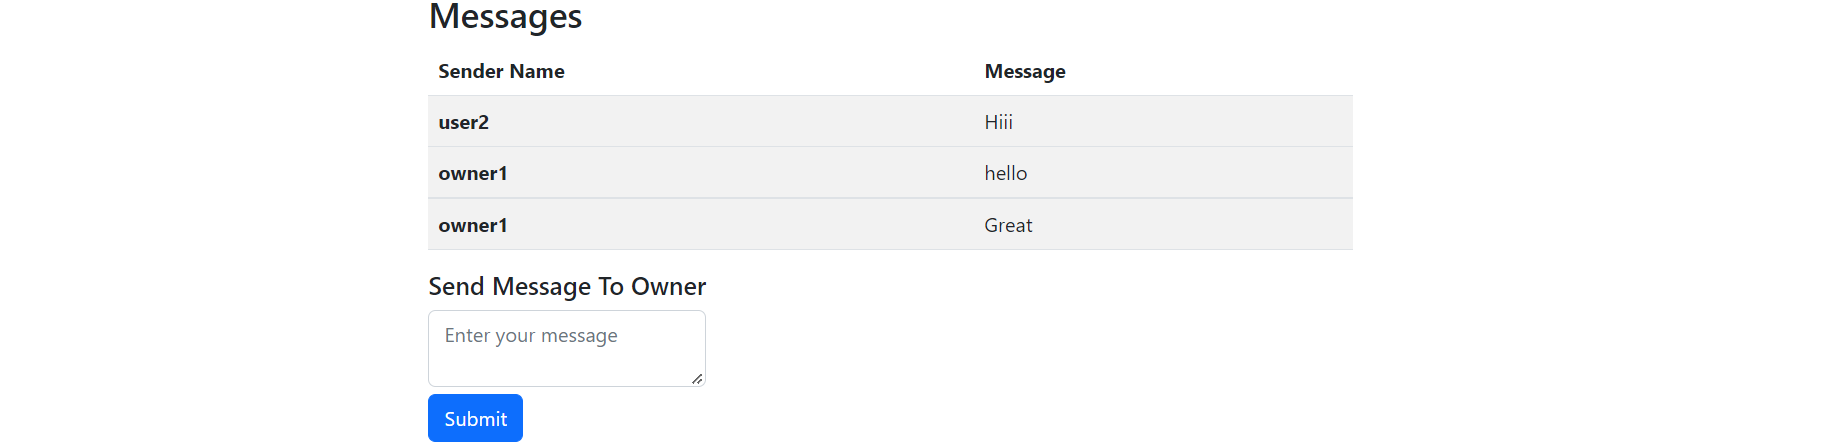 Messages
Sender Name Message
user2 Hiii
owner1 hello
owner1 Great
Send Message To Owner
Enter your message
Submit